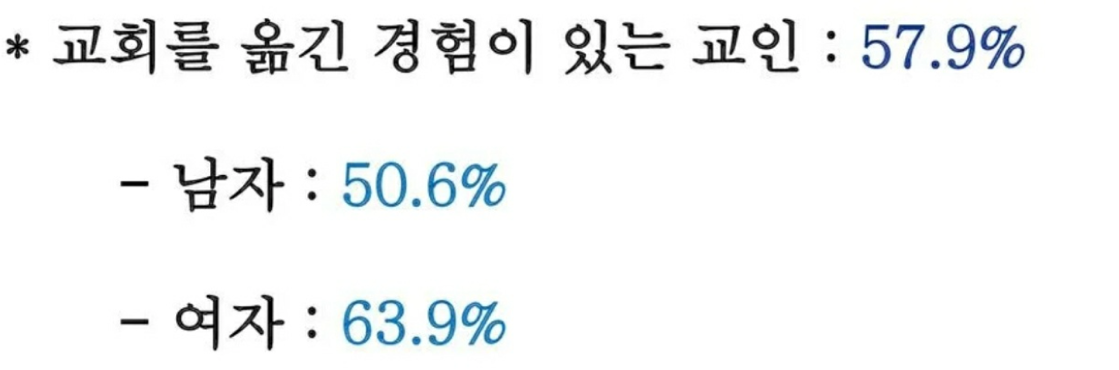 * 교회를 옮긴 경험이 있는 교인 : 57.9%
- 남자 : 50.6%
- 여자 : 63.9%